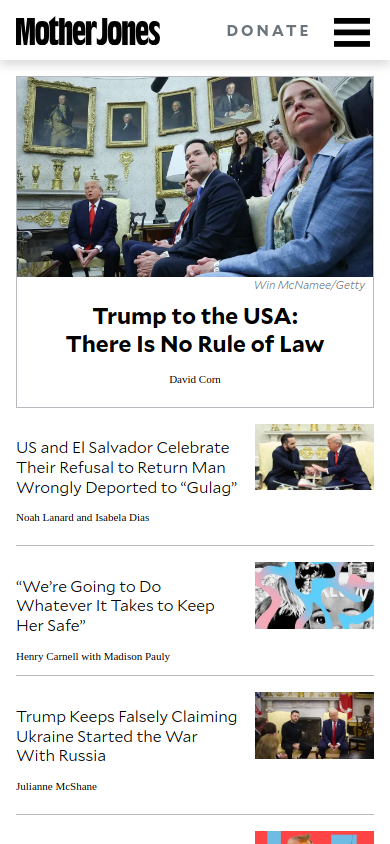 Mother Jones
DONATE
Win McNamee/Getty
Trump to the USA:
There Is No Rule of Law
David Corn
US and El Salvador Celebrate
Their Refusal to Return Man
Wrongly Deported to “Gulag”
Noah Lanard and Isabela Dias
“We’re Going to Do
Whatever It Takes to Keep
Her Safe”
Henry Carnell with Madison Pauly
Trump Keeps Falsely Claiming
Ukraine Started the War
With Russia
Julianne McShane